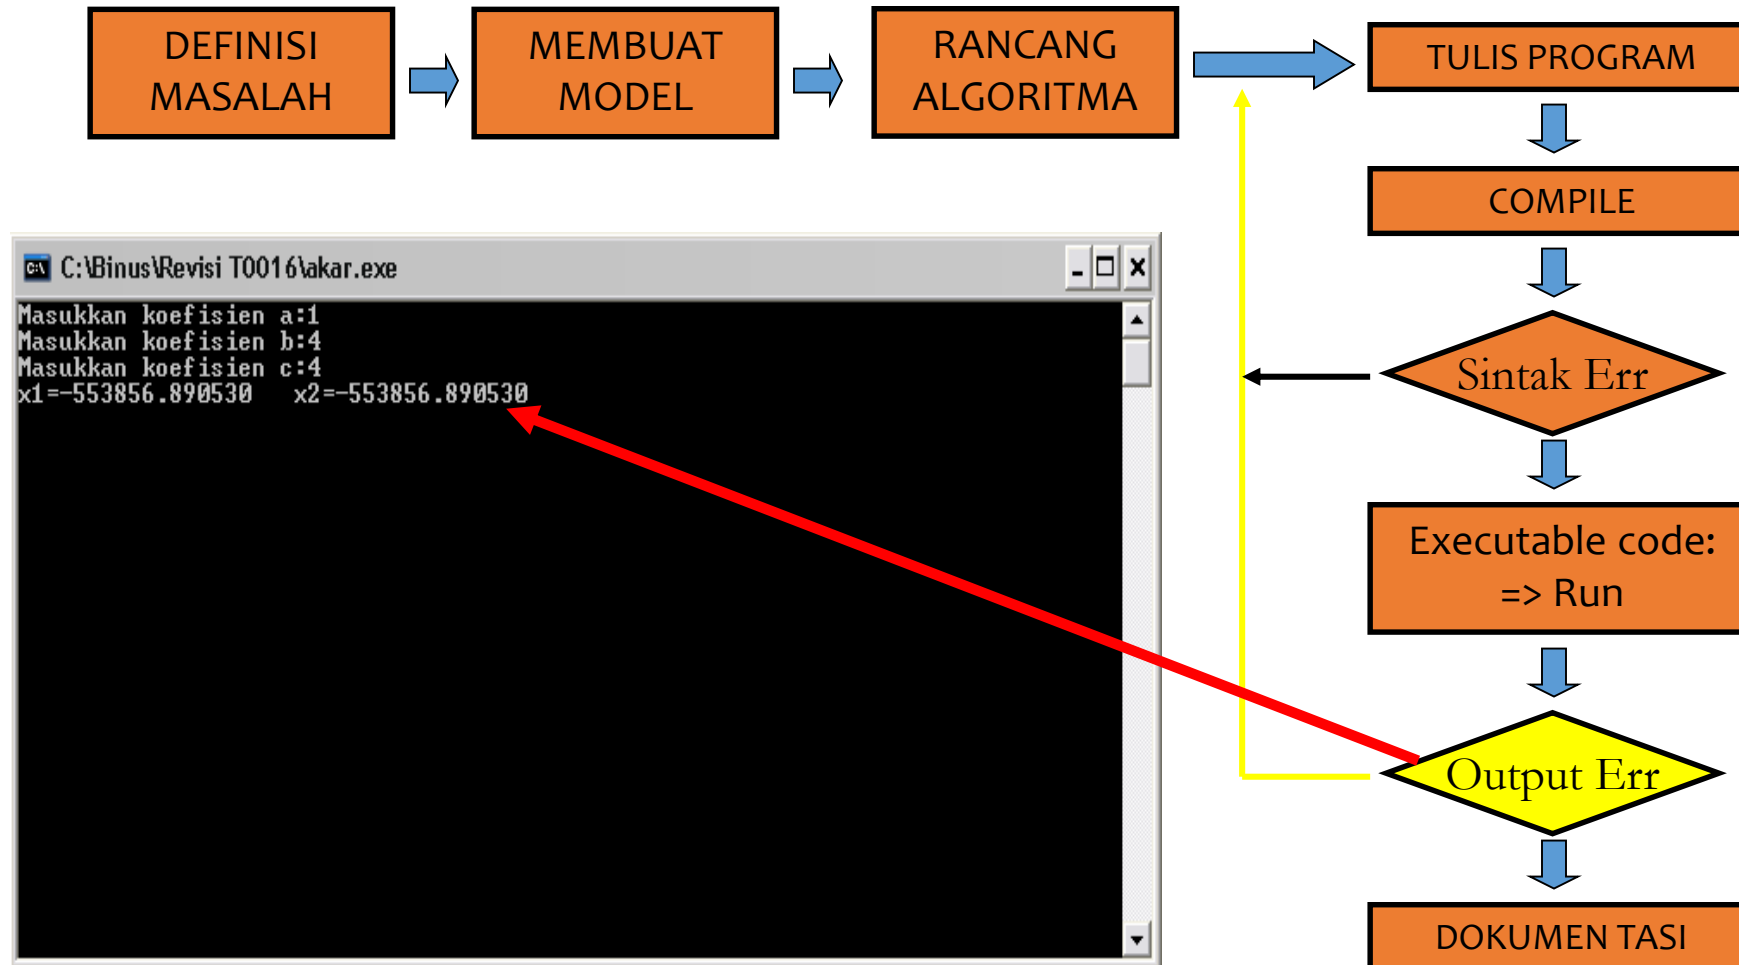 DEFINISI
MASALAH
MEMBUAT
MODEL
RANCANG
ALGORITMA
TULIS PROGRAM
COMPILE
Sintak Err
Executable code:
=> Run
Output Err
DOKUMEN TASI
C:\Binus\Revisi T0016\akar.exe
Masukkan koefisien a:1
Masukkan koefisien b:4
Masukkan koefisien c:4
x1=-553856.890530   x2=-553856.890530